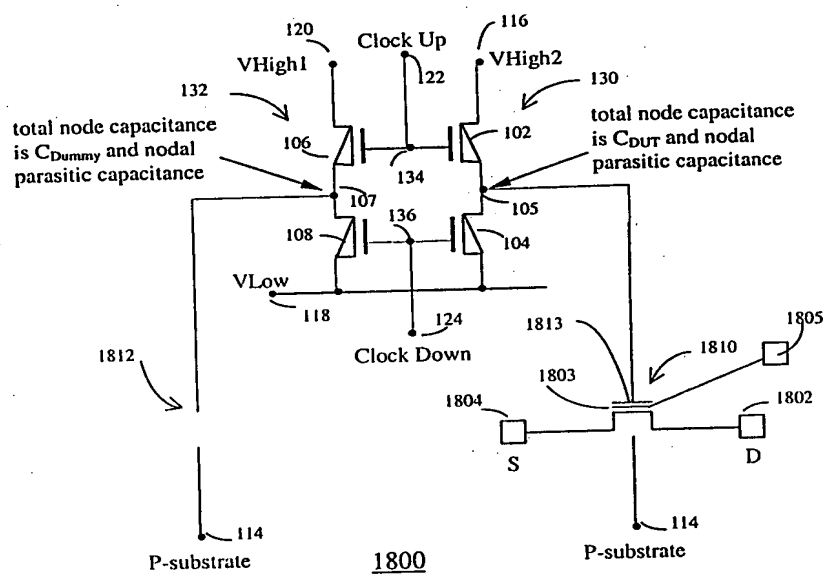 120
Clock Up
116
VHigh1
122
VHigh2
132
130
total node capacitance
is CDummy and nodal
parasitic capacitance
total node capacitance
is CDUT and nodal
parasitic capacitance
106
102
134
107
105
136
108
104
VLow
118
124
Clock Down
1812
1813
1805
1810
1803
1804
1802
S
D
114
114
P-substrate
1800
P-substrate